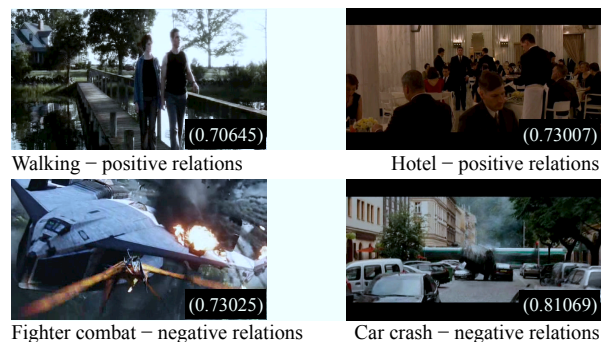 (0.70645)
(0.73007)
Walking − positive relations
Hotel − positive relations
(0.73025)
(0.81069)
Fighter combat − negative relations
Car crash − negative relations